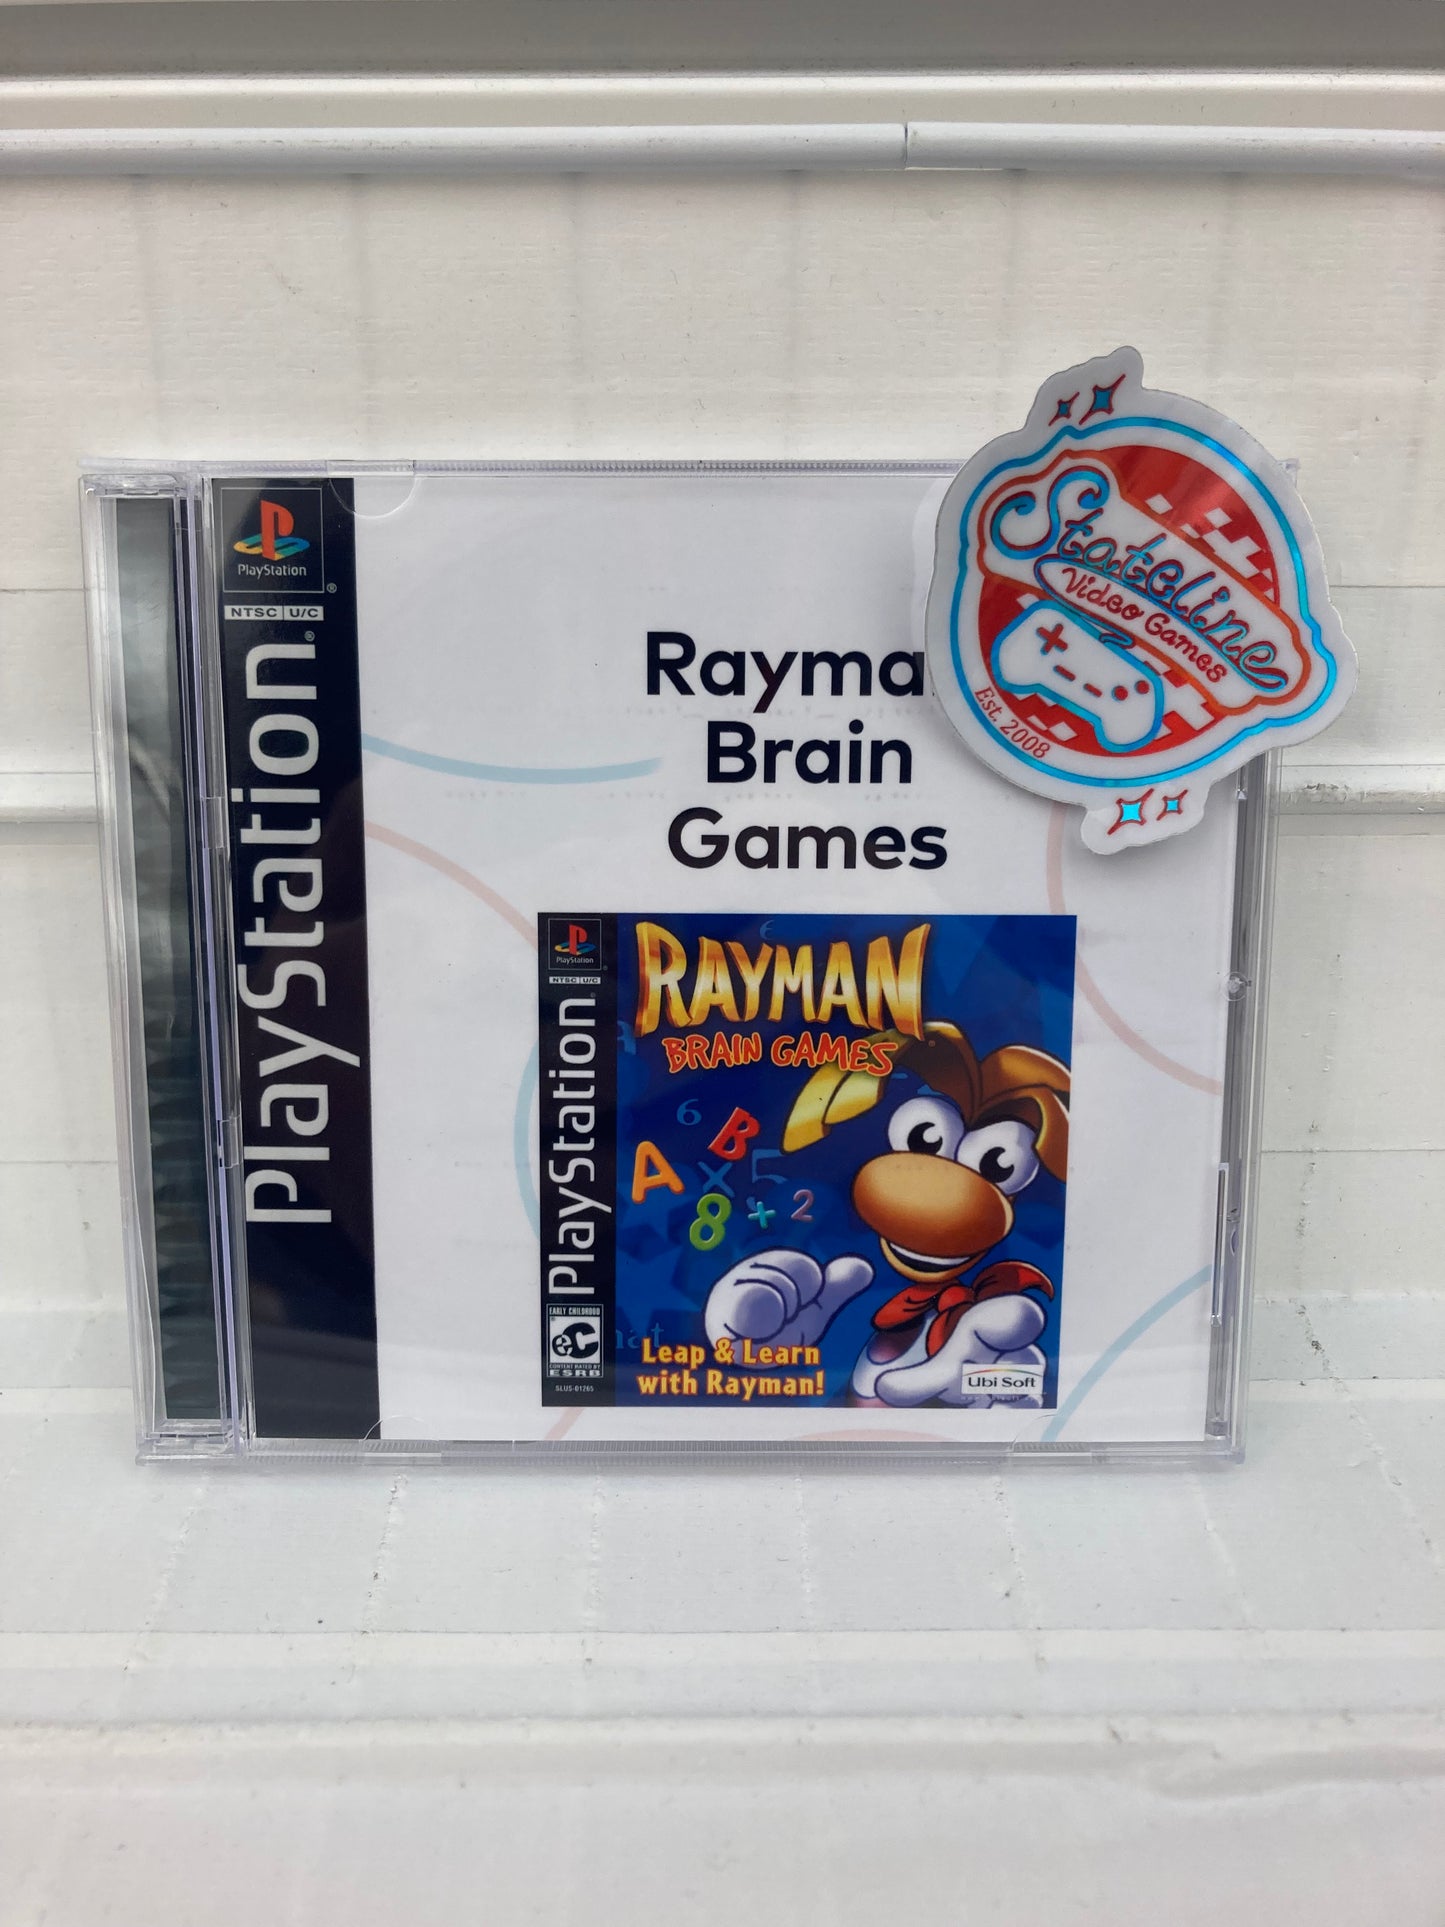 PlayStation
NTSC U/C
PlayStation
Rayma
Brain
Games
Stateline
Video Games
Est. 2008
PlayStation
NTSC U/C
PlayStation
RAYMAN
BRAIN GAMES
6
B
A
X
5
8
+
2
EARLY CHILDHOOD
eC
CONTENT RATED BY
ESRB
SLUS-01265
Leap & Learn
with Rayman!
Ubi Soft